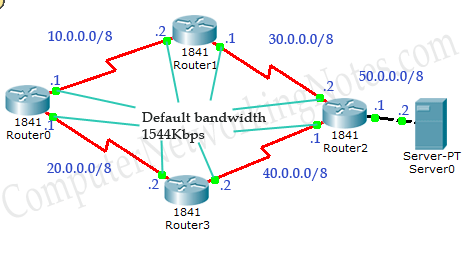 10.0.0.0/8
.2
1841
Router1
.1
30.0.0.0/8
.1
1841
Router0
.1
Default bandwidth
1544Kbps
.2
50.0.0.0/8
.1
.2
1841
Router2
.1
Server-PT
Server0
20.0.0.0/8
.2
.2
40.0.0.0/8
1841
Router3
ComputerNetworkingNotes.com